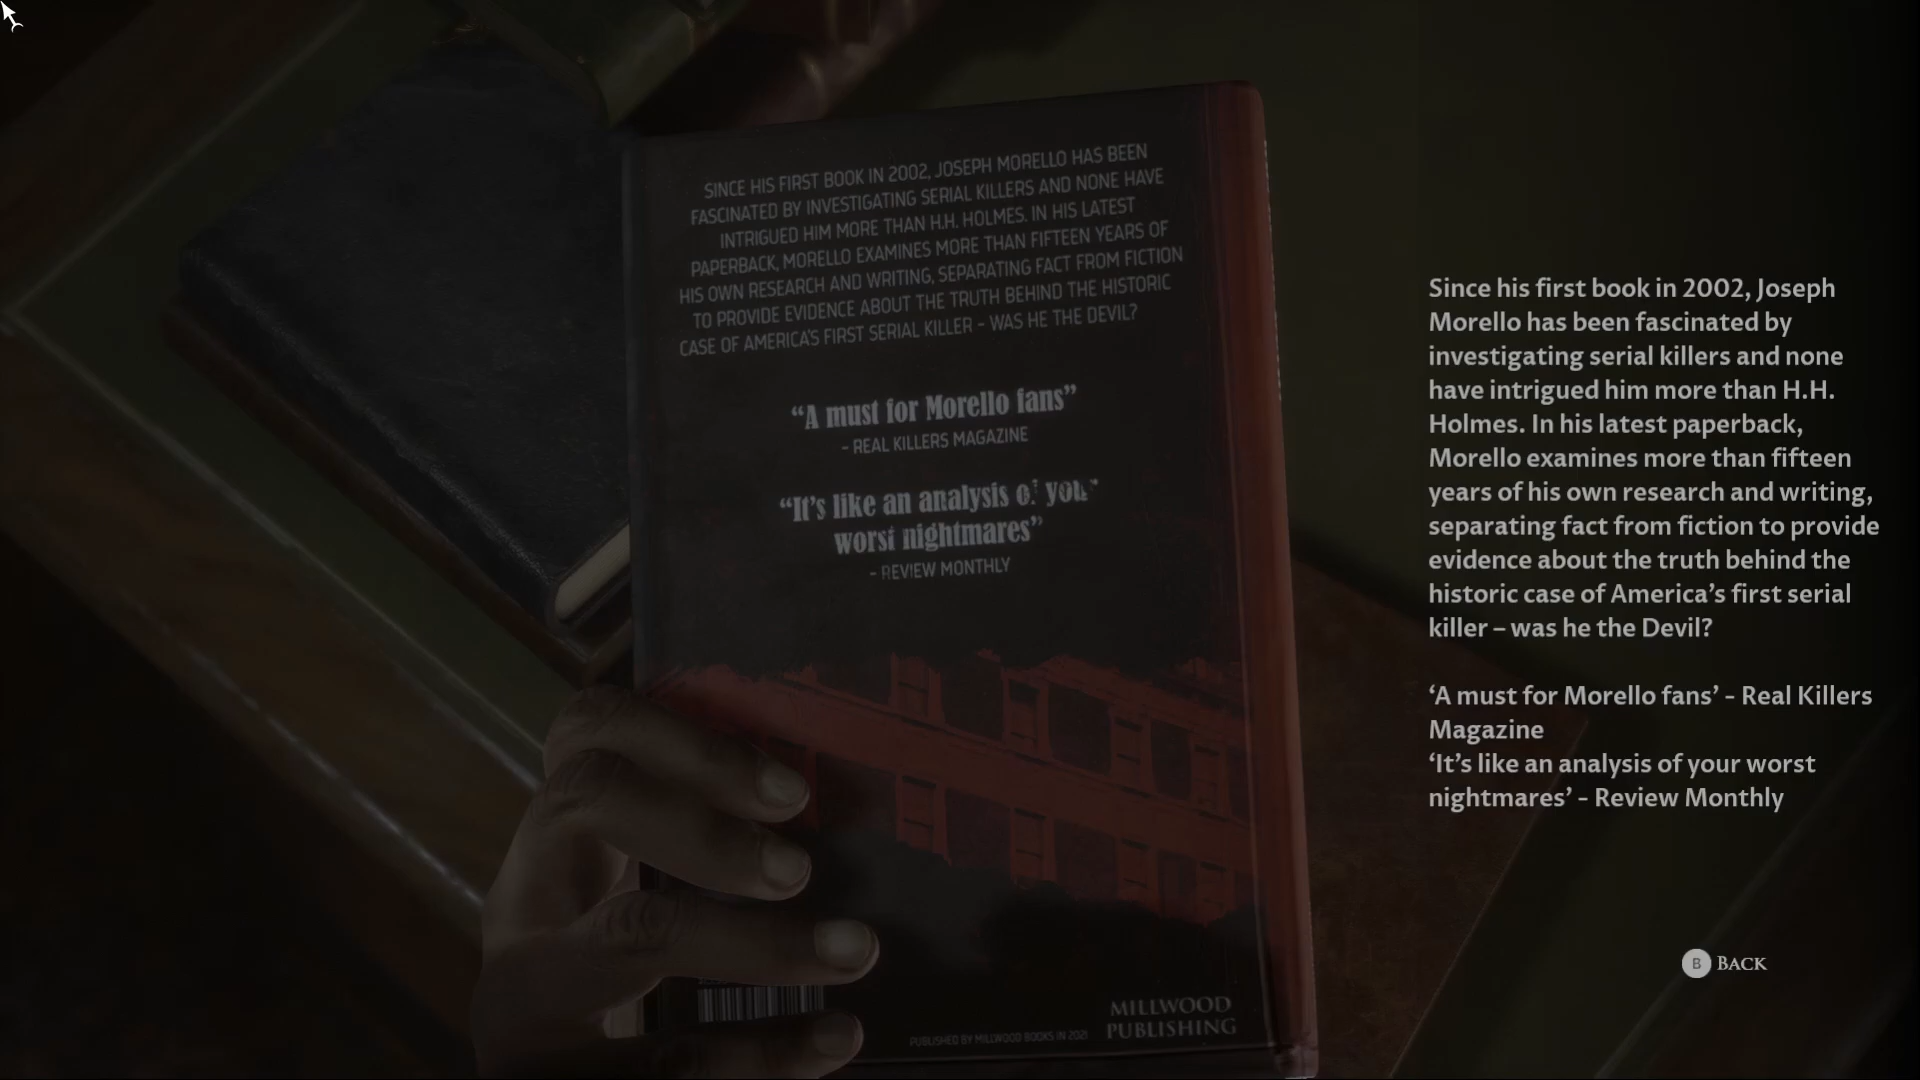 SINCE HIS FIRST BOOK IN 2002, JOSEPH MORELLO HAS BEEN
FASCINATED BY INVESTIGATING SERIAL KILLERS AND NONE HAVE
INTRIGUED HIM MORE THAN H.H. HOLMES. IN HIS LATEST
PAPERBACK, MORELLO EXAMINES MORE THAN FIFTEEN YEARS OF
HIS OWN RESEARCH AND WRITING, SEPARATING FACT FROM FICTION
TO PROVIDE EVIDENCE ABOUT THE TRUTH BEHIND THE HISTORIC
CASE OF AMERICA'S FIRST SERIAL KILLER - WAS HE THE DEVIL?
“A must for Morello fans”
- REAL KILLERS MAGAZINE
“It's like an analysis of your
worst nightmares”
- REVIEW MONTHLY
PUBLISHED BY MILLWOOD BOOKS IN 2021
MILLWOOD
PUBLISHING
Since his first book in 2002, Joseph
Morello has been fascinated by
investigating serial killers and none
have intrigued him more than H.H.
Holmes. In his latest paperback,
Morello examines more than fifteen
years of his own research and writing,
separating fact from fiction to provide
evidence about the truth behind the
historic case of America’s first serial
killer – was he the Devil?
‘A must for Morello fans’ - Real Killers
Magazine
‘It’s like an analysis of your worst
nightmares’ - Review Monthly
B BACK